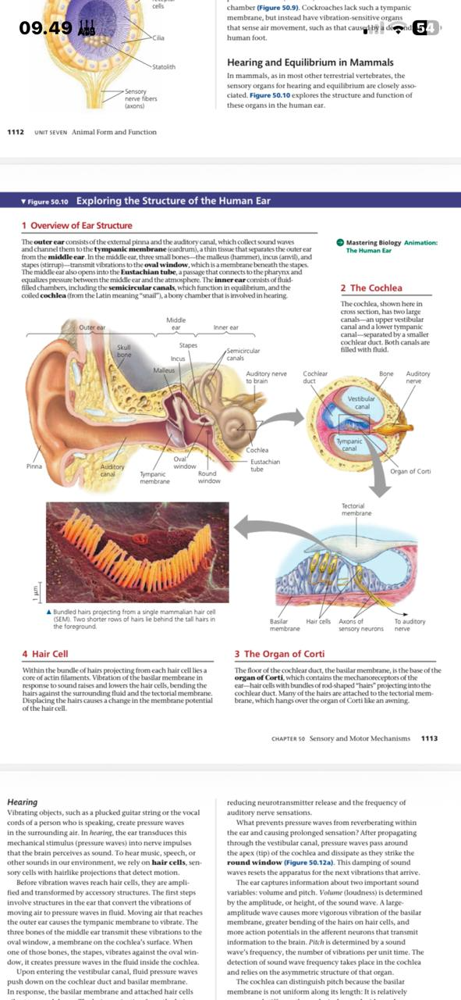 receptor
cells
Cilia
Statolith
Sensory
nerve fibers
(axons)
chamber (Figure 50.9). Cockroaches lack such a tympanic
membrane, but instead have vibration-sensitive organs
that sense air movement, such as that caused by a
human foot.
09.49
54
Hearing and Equilibrium in Mammals
In mammals, as in most other terrestrial vertebrates, the
sensory organs for hearing and equilibrium are closely asso-
ciated. Figure 50.10 explores the structure and function of
these organs in the human ear.
1112 UNIT SEVEN Animal Form and Function
▼ Figure 50.10 Exploring the Structure of the Human Ear
1 Overview of Ear Structure
The outer ear consists of the external pinna and the auditory canal, which collect sound waves
and channel them to the tympanic membrane (eardrum), a thin tissue that separates the outer ear
from the middle ear. In the middle ear, three small bones—the malleus (hammer), incus (anvil), and
stapes (stirrup)—transmit vibrations to the oval window, which is a membrane beneath the stapes.
The middle ear also opens into the Eustachian tube, a passage that connects to the pharynx and
equalizes pressure between the middle ear and the atmosphere. The inner ear consists of fluid-
filled chambers, including the semicircular canals, which function in equilibrium, and the
coiled cochlea (from the Latin meaning "snail"), a bony chamber that is involved in hearing.
Mastering Biology Animation:
The Human Ear
2 The Cochlea
The cochlea, shown here in
cross section, has two large
canals—an upper vestibular
canal and a lower tympanic
canal—separated by a smaller
cochlear duct. Both canals are
filled with fluid.
Outer ear
Middle
ear
Inner ear
Skull
bone
Stapes
Incus
Malleus
Semicircular
canals
Auditory nerve
to brain
Cochlea
Eustachian
tube
Oval
window
Round
window
Tympanic
membrane
Auditory
canal
Pinna
Cochlear
duct
Bone
Auditory
nerve
Vestibular
canal
Tympanic
canal
Organ of Corti
Tectorial
membrane
Basilar
membrane
Hair cells
Axons of
sensory neurons
To auditory
nerve
1 μm
▲ Bundled hairs projecting from a single mammalian hair cell
(SEM). Two shorter rows of hairs lie behind the tall hairs in
the foreground.
4 Hair Cell
Within the bundle of hairs projecting from each hair cell lies a
core of actin filaments. Vibration of the basilar membrane in
response to sound raises and lowers the hair cells, bending the
hairs against the surrounding fluid and the tectorial membrane.
Displacing the hairs causes a change in the membrane potential
of the hair cell.
3 The Organ of Corti
The floor of the cochlear duct, the basilar membrane, is the base of the
organ of Corti, which contains the mechanoreceptors of the
ear—hair cells with bundles of rod-shaped "hairs" projecting into the
cochlear duct. Many of the hairs are attached to the tectorial mem-
brane, which hangs over the organ of Corti like an awning.
CHAPTER 50 Sensory and Motor Mechanisms 1113
Hearing
Vibrating objects, such as a plucked guitar string or the vocal
cords of a person who is speaking, create pressure waves
in the surrounding air. In hearing, the ear transduces this
mechanical stimulus (pressure waves) into nerve impulses
that the brain perceives as sound. To hear music, speech, or
other sounds in our environment, we rely on hair cells, sen-
sory cells with hairlike projections that detect motion.
Before vibration waves reach hair cells, they are ampli-
fied and transformed by accessory structures. The first steps
involve structures in the ear that convert the vibrations of
moving air to pressure waves in fluid. Moving air that reaches
the outer ear causes the tympanic membrane to vibrate. The
three bones of the middle ear transmit these vibrations to the
oval window, a membrane on the cochlea's surface. When
one of those bones, the stapes, vibrates against the oval win-
dow, it creates pressure waves in the fluid inside the cochlea.
Upon entering the vestibular canal, fluid pressure waves
push down on the cochlear duct and basilar membrane.
In response, the basilar membrane and attached hair cells
reducing neurotransmitter release and the frequency of
auditory nerve sensations.
What prevents pressure waves from reverberating within
the ear and causing prolonged sensation? After propagating
through the vestibular canal, pressure waves pass around
the apex (tip) of the cochlea and dissipate as they strike the
round window (Figure 50.12a). This damping of sound
waves resets the apparatus for the next vibrations that arrive.
The ear captures information about two important sound
variables: volume and pitch. Volume (loudness) is determined
by the amplitude, or height, of the sound wave. A large-
amplitude wave causes more vigorous vibration of the basilar
membrane, greater bending of the hairs on hair cells, and
more action potentials in the afferent neurons that transmit
information to the brain. Pitch is determined by a sound
wave's frequency, the number of vibrations per unit time. The
detection of sound wave frequency takes place in the cochlea
and relies on the asymmetric structure of that organ.
The cochlea can distinguish pitch because the basilar
membrane is not uniform along its length: It is relatively